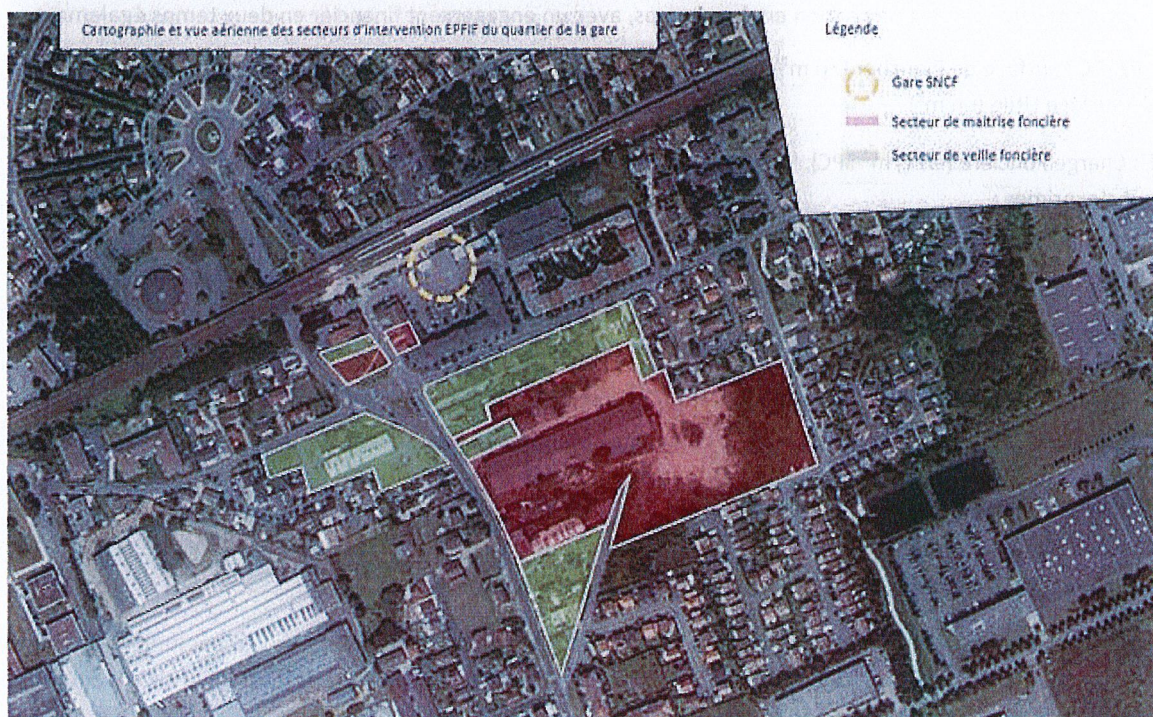 Cartographie et vue aérienne des secteurs d'intervention EPFIF du quartier de la gare
Légende
Gare SNCF
Secteur de maîtrise foncière
Secteur de veille foncière